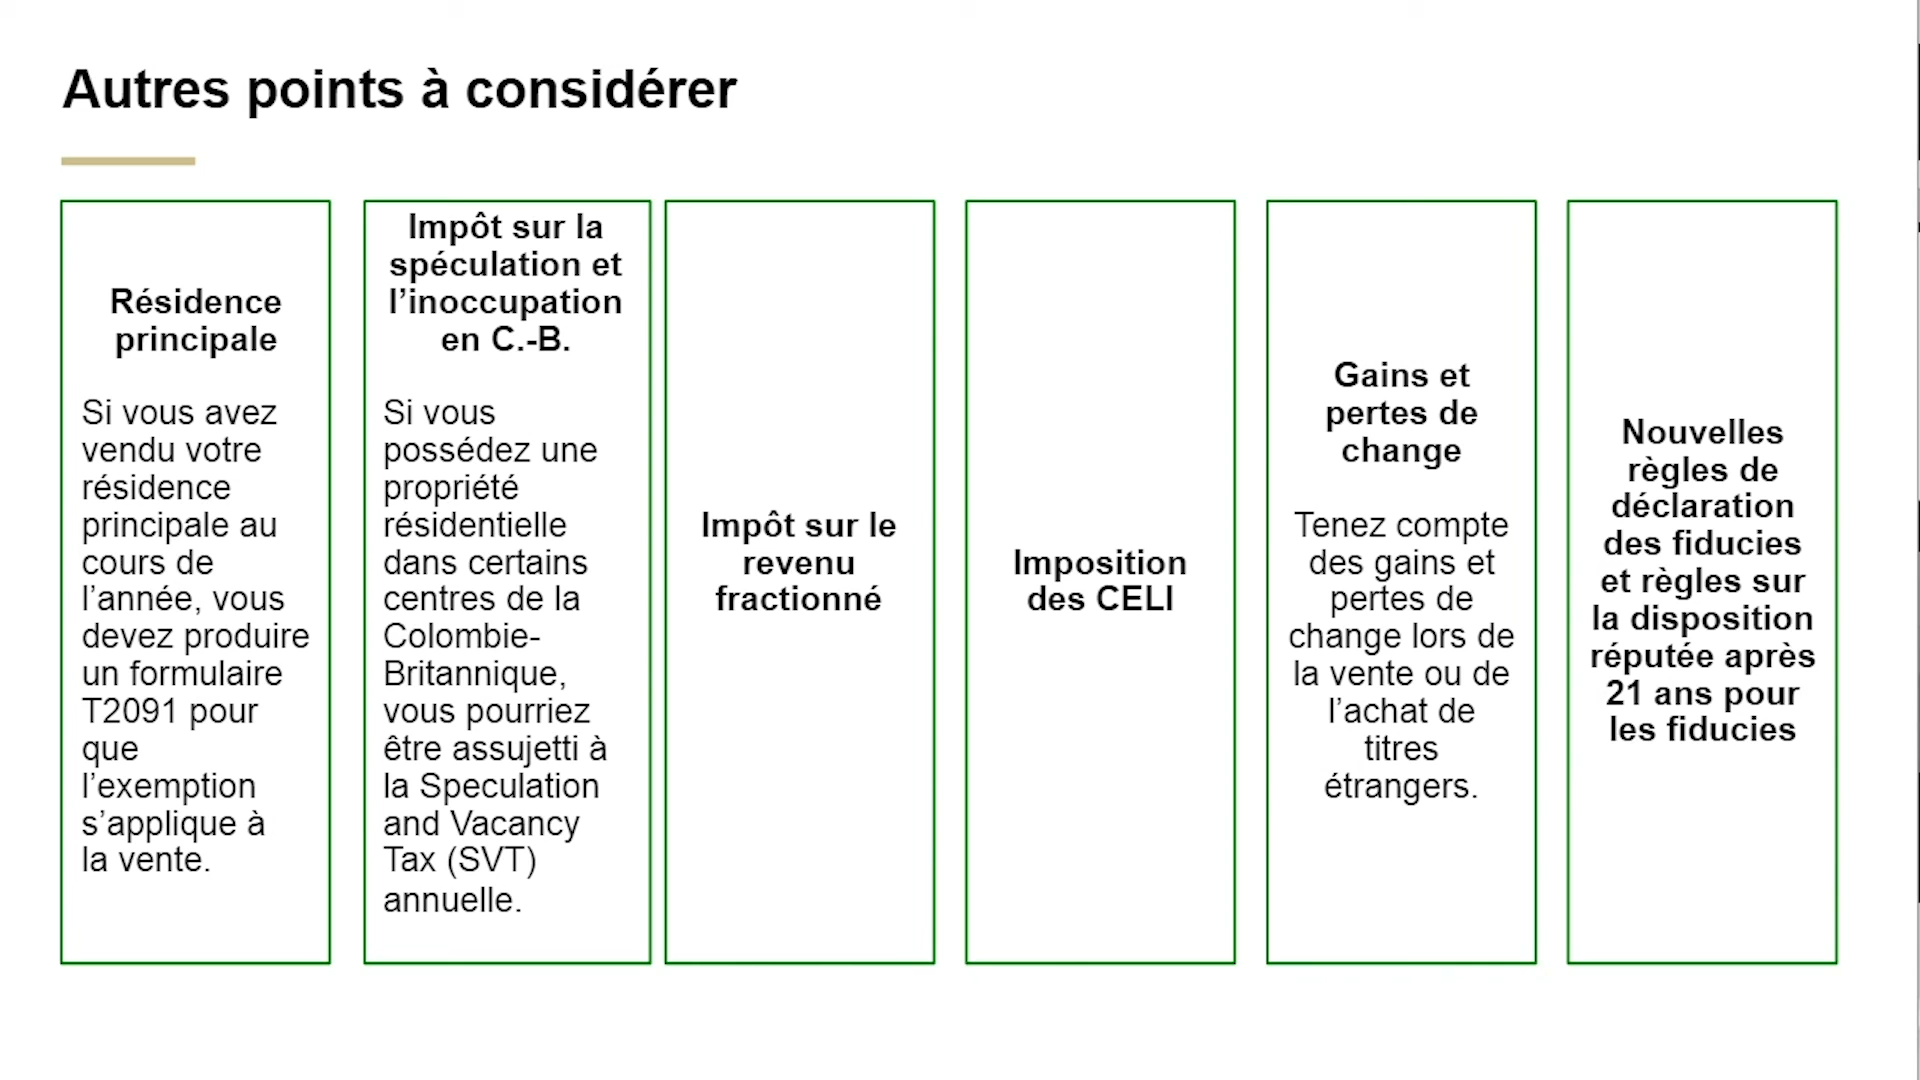 Autres points à considérer
Résidence
principale
Si vous avez
vendu votre
résidence
principale au
cours de
l’année, vous
devez produire
un formulaire
T2091 pour
que
l’exemption
s’applique à
la vente.
Impôt sur la
spéculation et
l’inoccupation
en C.-B.
Si vous
possédez une
propriété
résidentielle
dans certains
centres de la
Colombie-
Britannique,
vous pourriez
être assujetti à
la Speculation
and Vacancy
Tax (SVT)
annuelle.
Impôt sur le
revenu
fractionné
Imposition
des CELI
Gains et
pertes de
change
Tenez compte
des gains et
pertes de
change lors de
la vente ou de
l’achat de
titres
étrangers.
Nouvelles
règles de
déclaration
des fiducies
et règles sur
la disposition
réputée après
21 ans pour
les fiducies